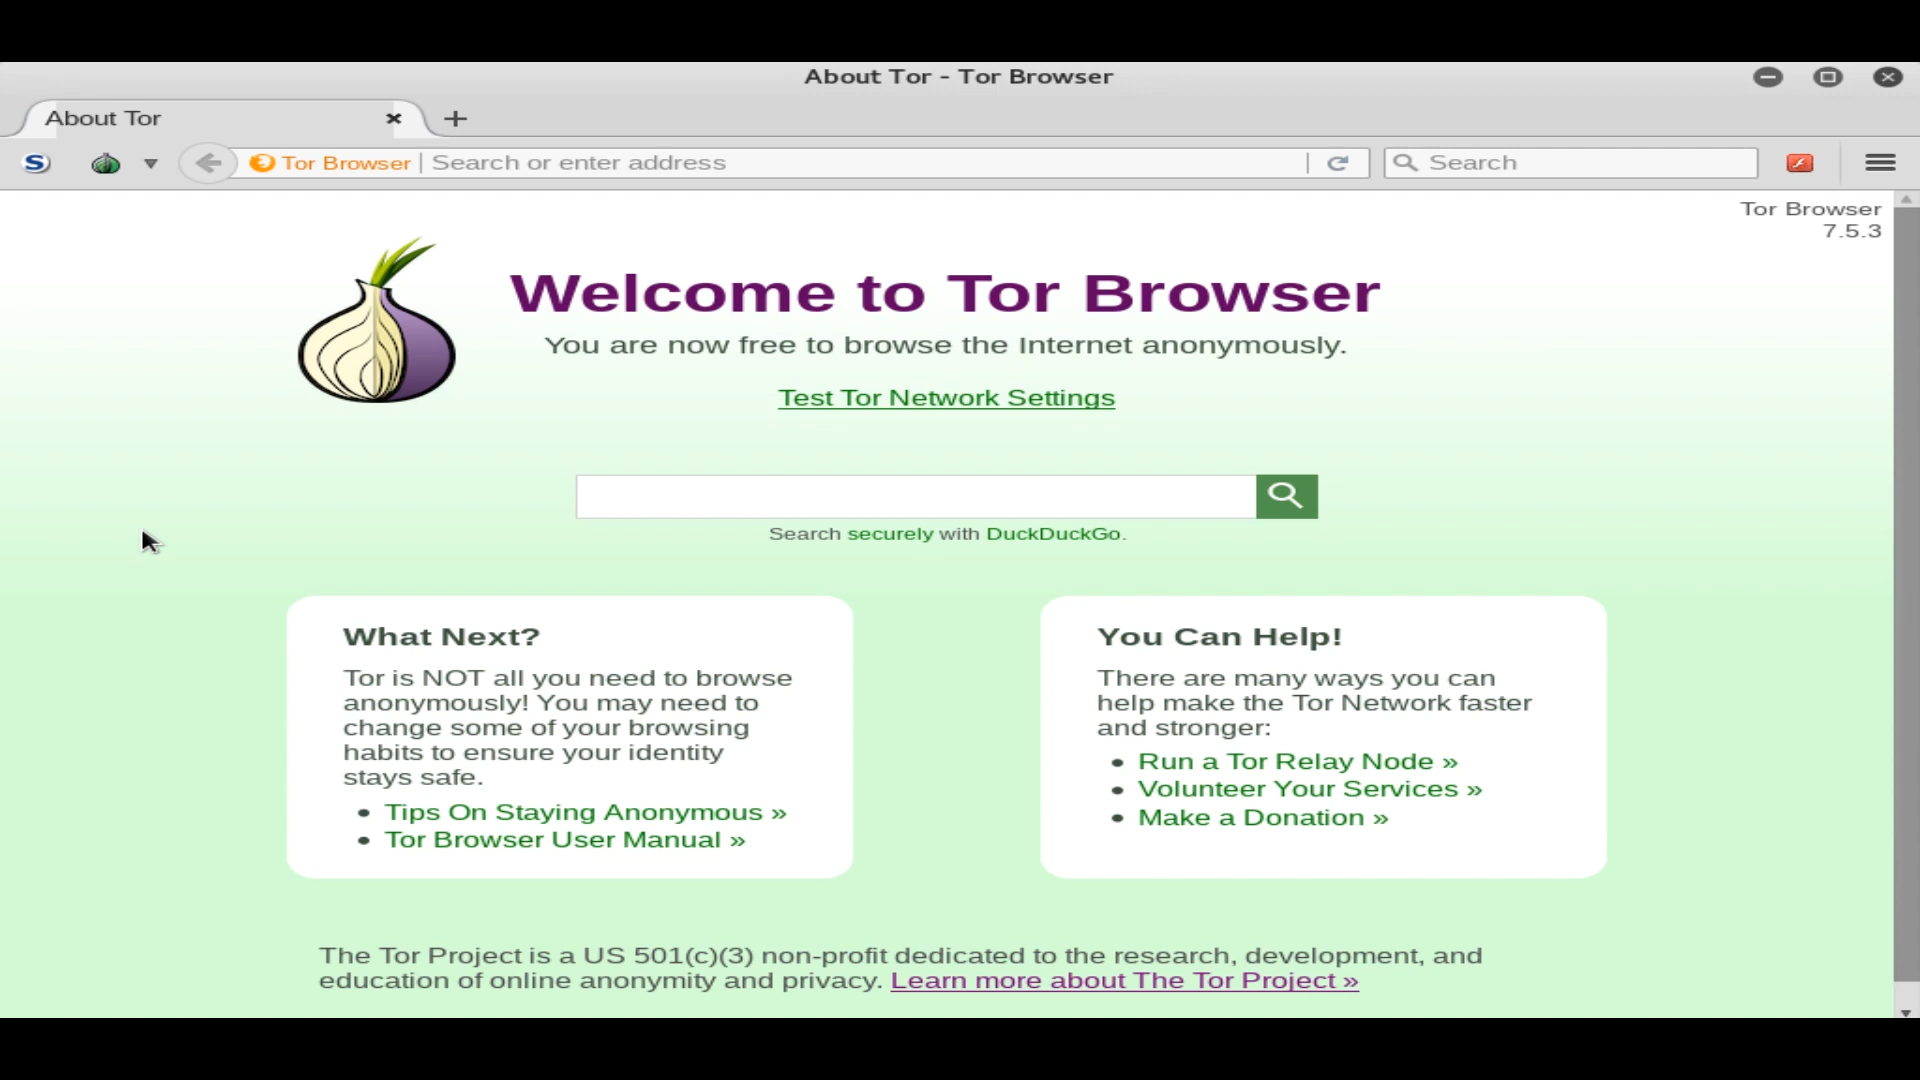 About Tor - Tor Browser
About Tor
Tor Browser
Search or enter address
Search
Tor Browser
7.5.3
Welcome to Tor Browser
You are now free to browse the Internet anonymously.
Test Tor Network Settings
Search securely with DuckDuckGo.
What Next?
Tor is NOT all you need to browse
anonymously! You may need to
change some of your browsing
habits to ensure your identity
stays safe.
Tips On Staying Anonymous »
Tor Browser User Manual »
You Can Help!
There are many ways you can
help make the Tor Network faster
and stronger:
Run a Tor Relay Node »
Volunteer Your Services »
Make a Donation »
The Tor Project is a US 501(c)(3) non-profit dedicated to the research, development, and
education of online anonymity and privacy. Learn more about The Tor Project »